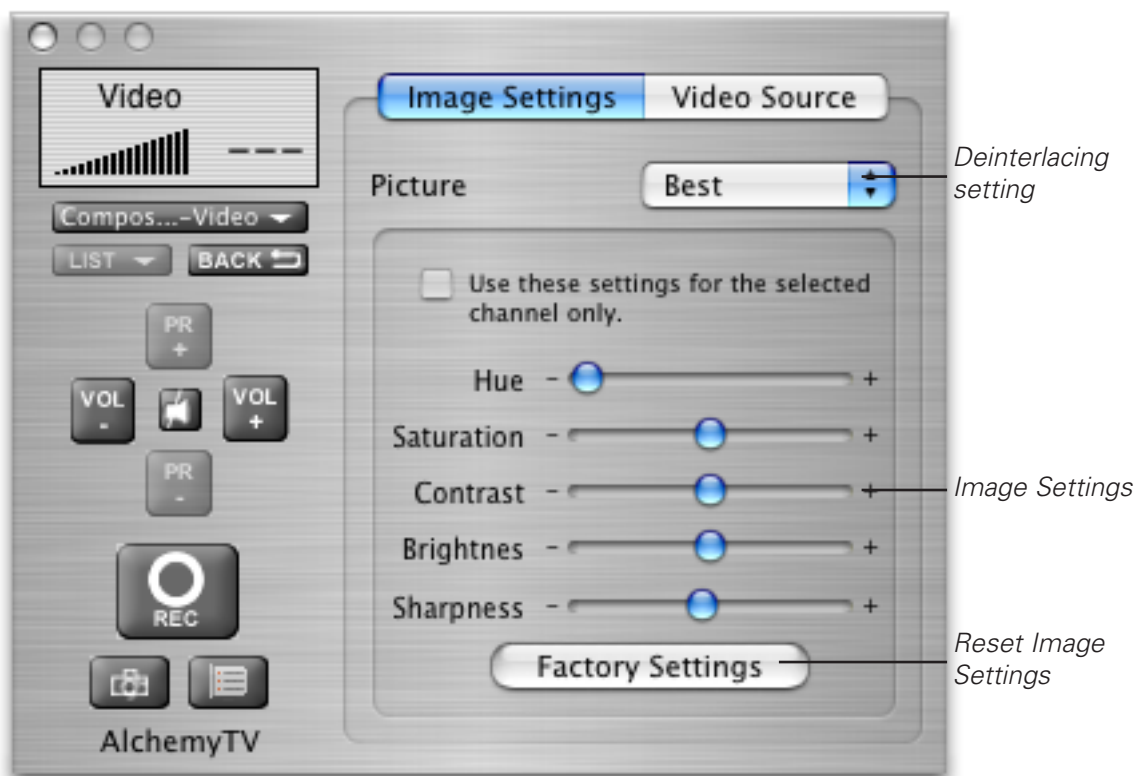 Video
Compos...-Video
LIST
BACK
PR
+
VOL
-
VOL
+
PR
-
REC
AlchemyTV
Image Settings
Video Source
Picture
Best
Use these settings for the selected
channel only.
Hue - +
Saturation - +
Contrast - +
Brightnes - +
Sharpness - +
Factory Settings
Deinterlacing
setting
Image Settings
Reset Image
Settings